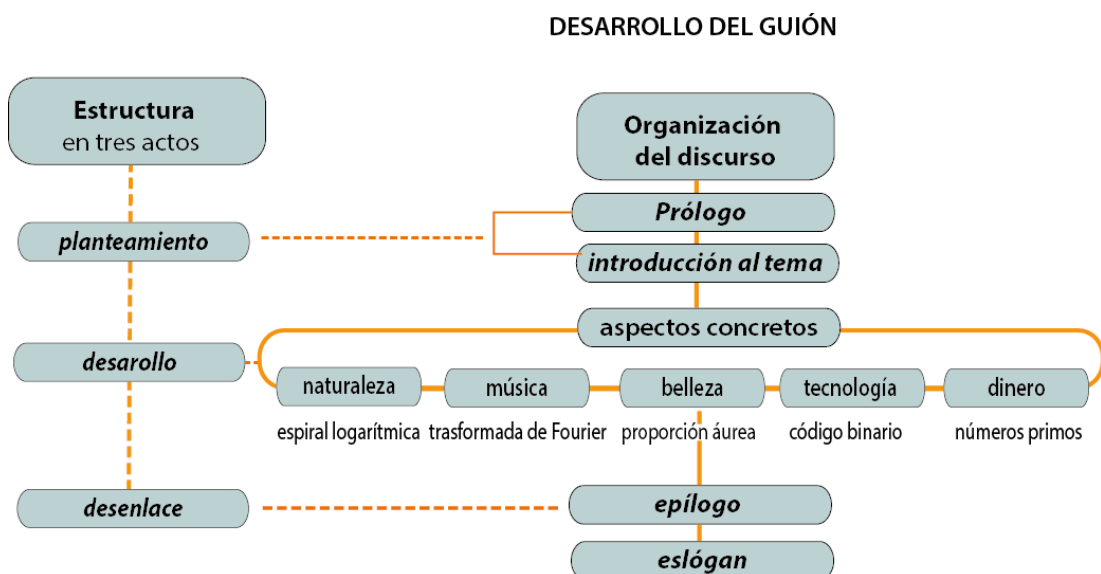 DESARROLLO DEL GUIÓN
Estructura
en tres actos
planteamiento
desarollo
desenlace
Organización
del discurso
Prólogo
introducción al tema
aspectos concretos
naturaleza
música
belleza
tecnología
dinero
espiral logarítmica
trasformada de Fourier
proporción áurea
código binario
números primos
epílogo
eslógan